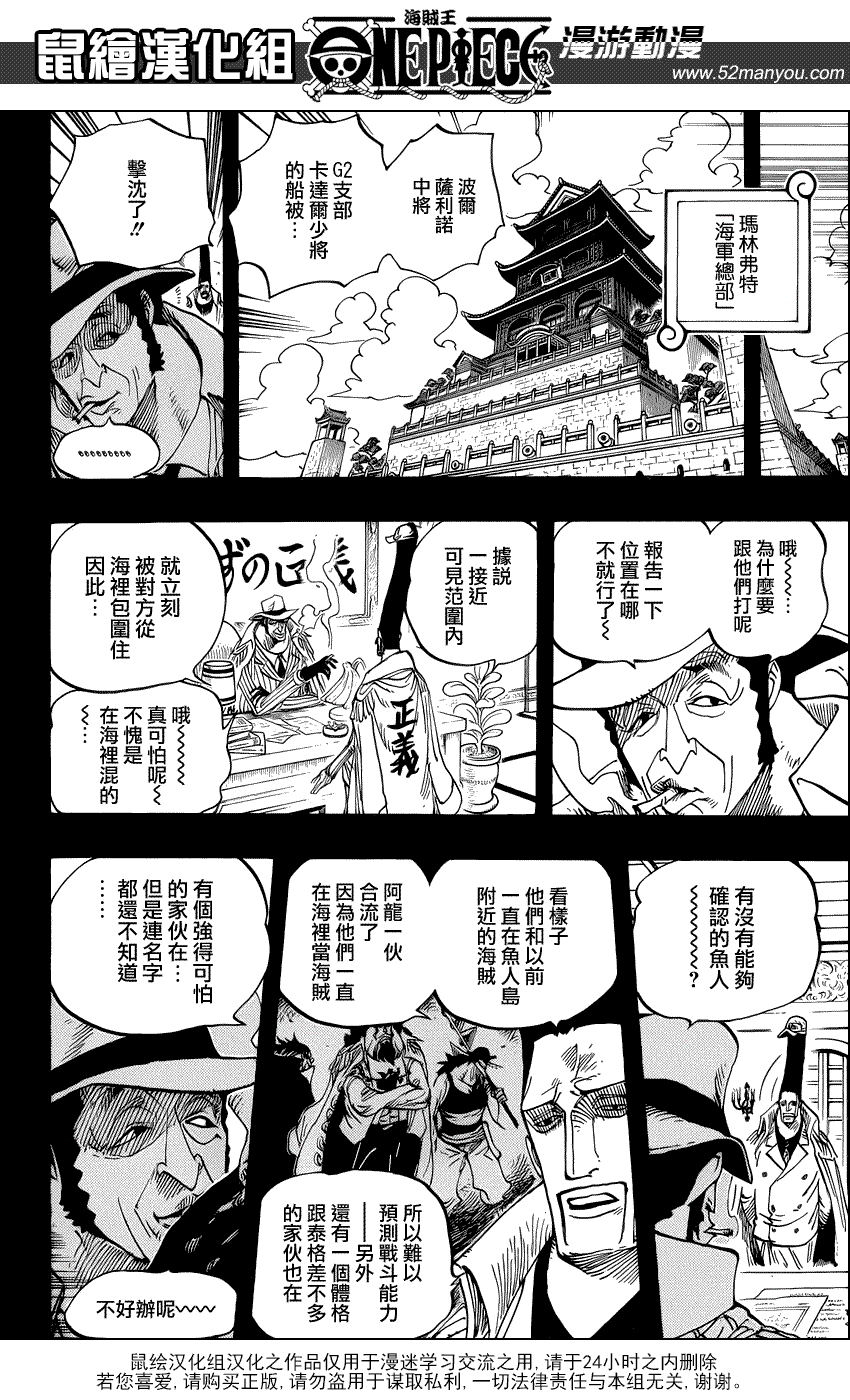 鼠繪漢化組
海賊王
ONE PIECE
漫游動漫
www.52manyou.com
瑪林弗特
「海軍總部」
波爾
薩利諾
中將
G2支部
卡達爾少將
的船被…
擊沈了!!
………
哦~~~…
為什麼要
跟他們打呢
報告一下
位置在哪
不就行了~
據說
一接近
可見范圍內
正義
ずの正義
就立刻
被對方從
海裡包圍住
因此…
哦~~~~
真可怕呢~
不愧是
在海裡混的
~~…
有沒有能夠
確認的魚人
~~~~?
看樣子
他們和以前
一直在魚人島
附近的海賊
阿龍一伙
合流了
因為他們一直
在海裡當海賊
所以難以
預測戰斗能力
——另外
還有一個體格
跟泰格差不多
的家伙也在
有個強得可怕
的家伙在…
但是連名字
都還不知道
……
不好辦呢~~~~
鼠绘汉化组汉化之作品仅用于漫迷学习交流之用, 请于24小时之内删除
若您喜爱, 请购买正版, 请勿盗用于谋取私利, 一切法律责任与本组无关, 谢谢。